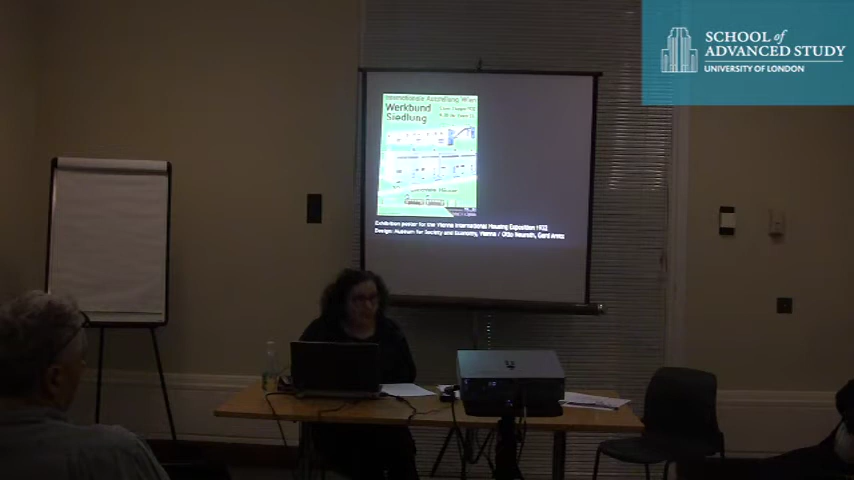 SCHOOL of
ADVANCED STUDY
UNIVERSITY OF LONDON
Internationale Ausstellung Wien
Werkbund
Siedlung
Exhibition poster for the Vienna International Housing Exposition 1932
Design: Museum for Society and Economy, Vienna / Otto Neurath, Gerd Arntz